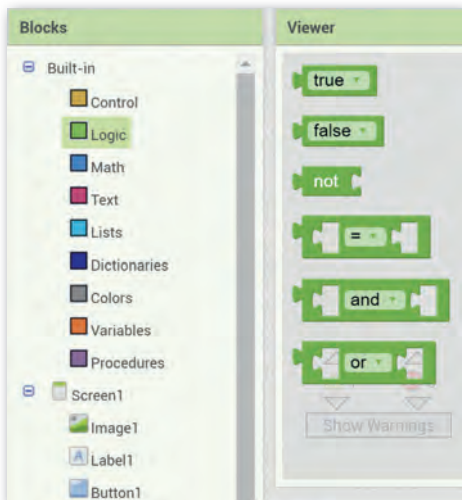 Blocks
Built-in
Control
Logic
Math
Text
Lists
Dictionaries
Colors
Variables
Procedures
Screen1
Image1
Label1
Button1
Viewer
true
false
not
=
and
or
Show Warnings